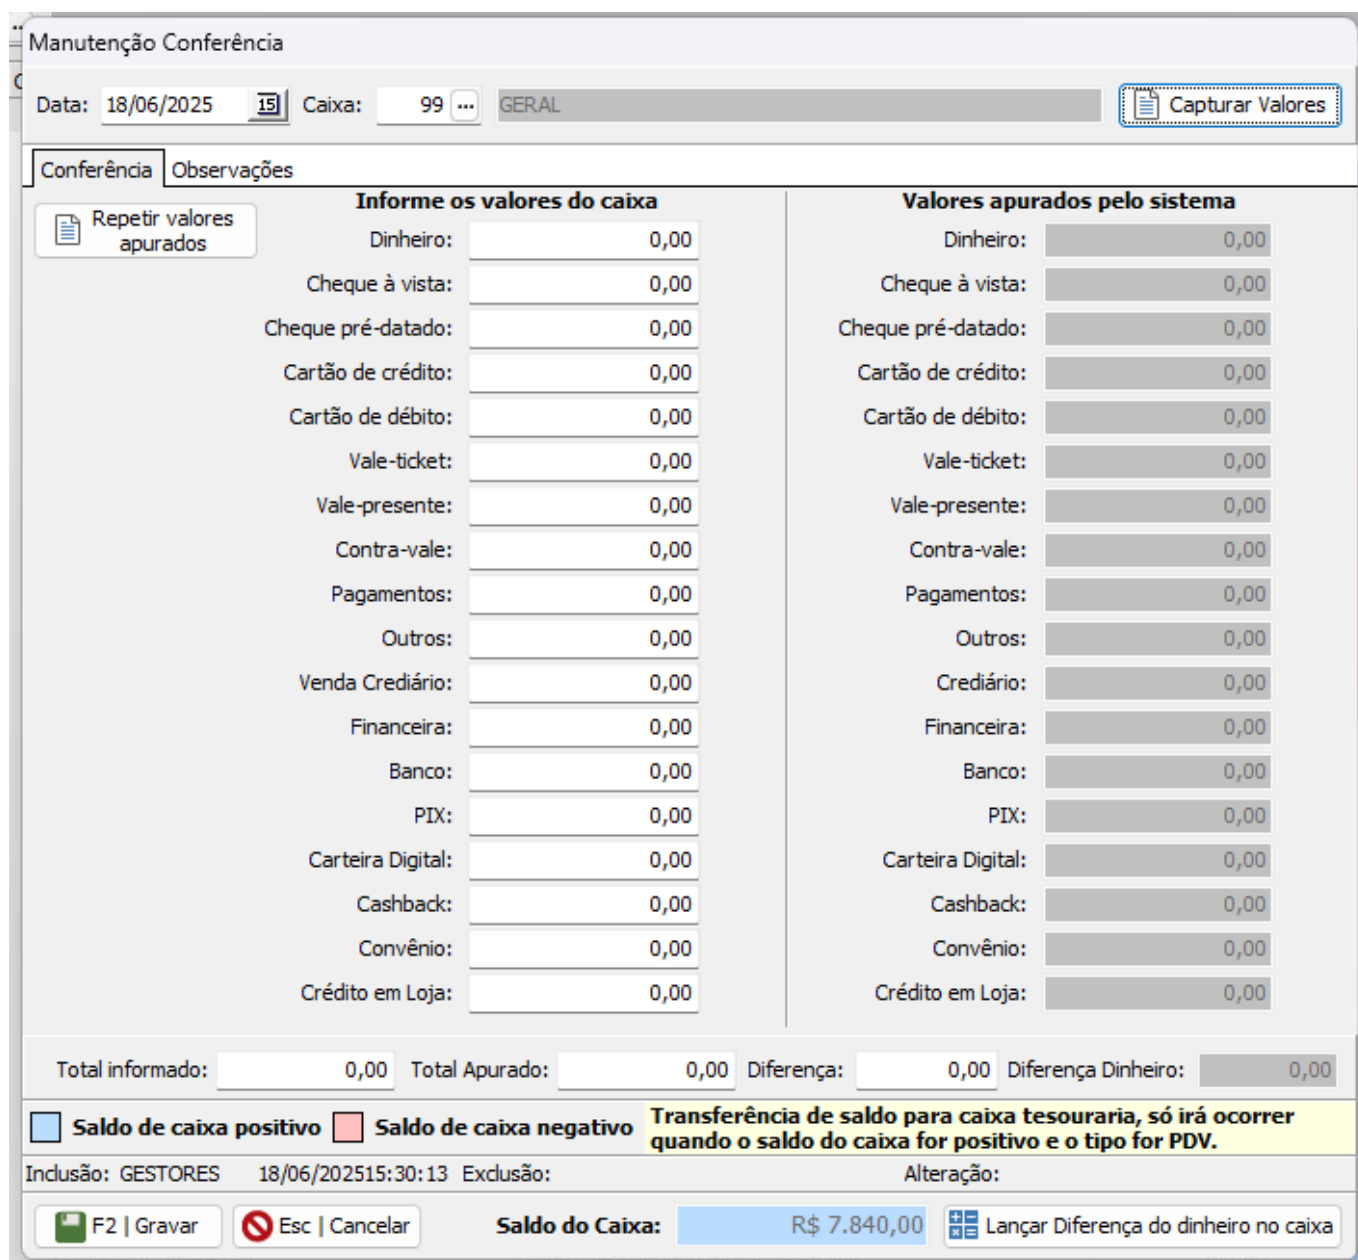 Manutenção Conferência
Data: 18/06/2025 15 Caixa: 99 ... GERAL Capturar Valores
Conferência Observações
Repetir valores apurados
Informe os valores do caixa Valores apurados pelo sistema
Dinheiro: 0,00 Dinheiro: 0,00
Cheque à vista: 0,00 Cheque à vista: 0,00
Cheque pré-datado: 0,00 Cheque pré-datado: 0,00
Cartão de crédito: 0,00 Cartão de crédito: 0,00
Cartão de débito: 0,00 Cartão de débito: 0,00
Vale-ticket: 0,00 Vale-ticket: 0,00
Vale-presente: 0,00 Vale-presente: 0,00
Contra-vale: 0,00 Contra-vale: 0,00
Pagamentos: 0,00 Pagamentos: 0,00
Outros: 0,00 Outros: 0,00
Venda Crediário: 0,00 Crediário: 0,00
Financeira: 0,00 Financeira: 0,00
Banco: 0,00 Banco: 0,00
PIX: 0,00 PIX: 0,00
Carteira Digital: 0,00 Carteira Digital: 0,00
Cashback: 0,00 Cashback: 0,00
Convênio: 0,00 Convênio: 0,00
Crédito em Loja: 0,00 Crédito em Loja: 0,00
Total informado: 0,00 Total Apurado: 0,00 Diferença: 0,00 Diferença Dinheiro: 0,00
Saldo de caixa positivo Saldo de caixa negativo
Transferência de saldo para caixa tesouraria, só irá ocorrer
quando o saldo do caixa for positivo e o tipo for PDV.
Inclusão: GESTORES 18/06/202515:30:13 Exclusão: Alteração:
F2 | Gravar Esc | Cancelar Saldo do Caixa: R$ 7.840,00 Lançar Diferença do dinheiro no caixa